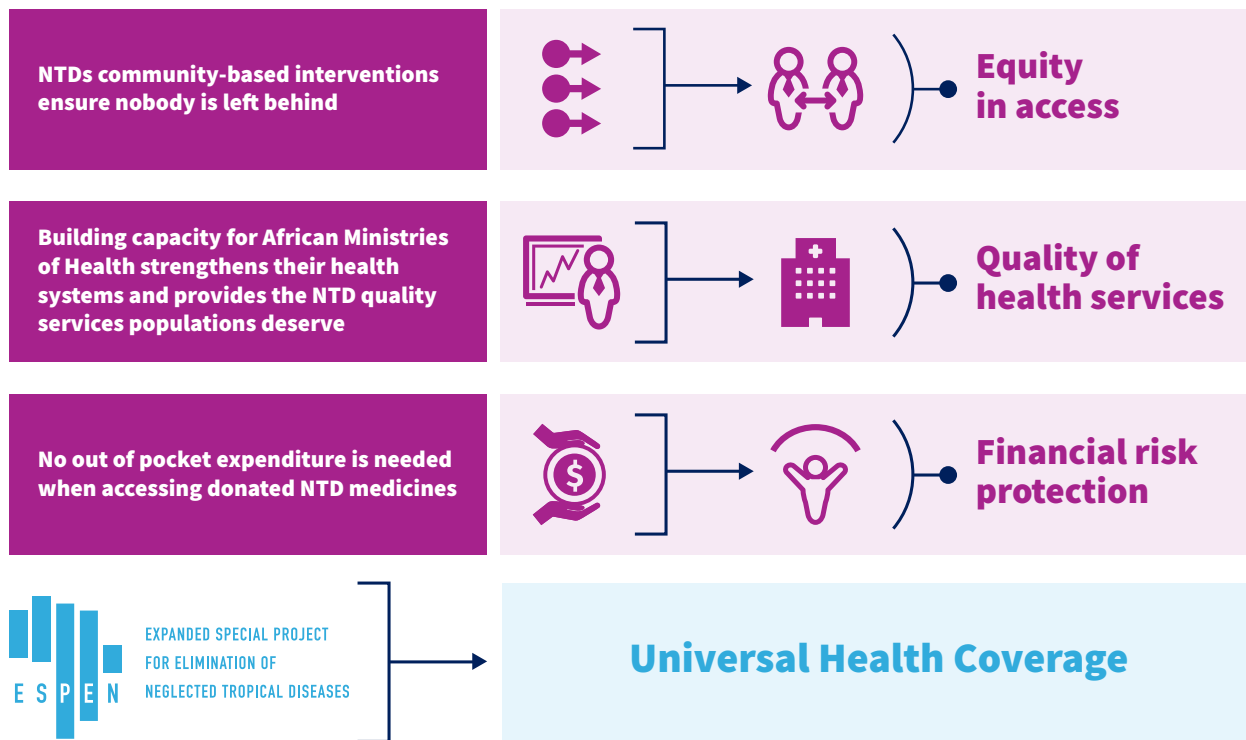 NTDs community-based interventions
ensure nobody is left behind
Equity
in access
Building capacity for African Ministries
of Health strengthens their health
systems and provides the NTD quality
services populations deserve
Quality of
health services
No out of pocket expenditure is needed
when accessing donated NTD medicines
$
Financial risk
protection
ESPEN
EXPANDED SPECIAL PROJECT
FOR ELIMINATION OF
NEGLECTED TROPICAL DISEASES
Universal Health Coverage